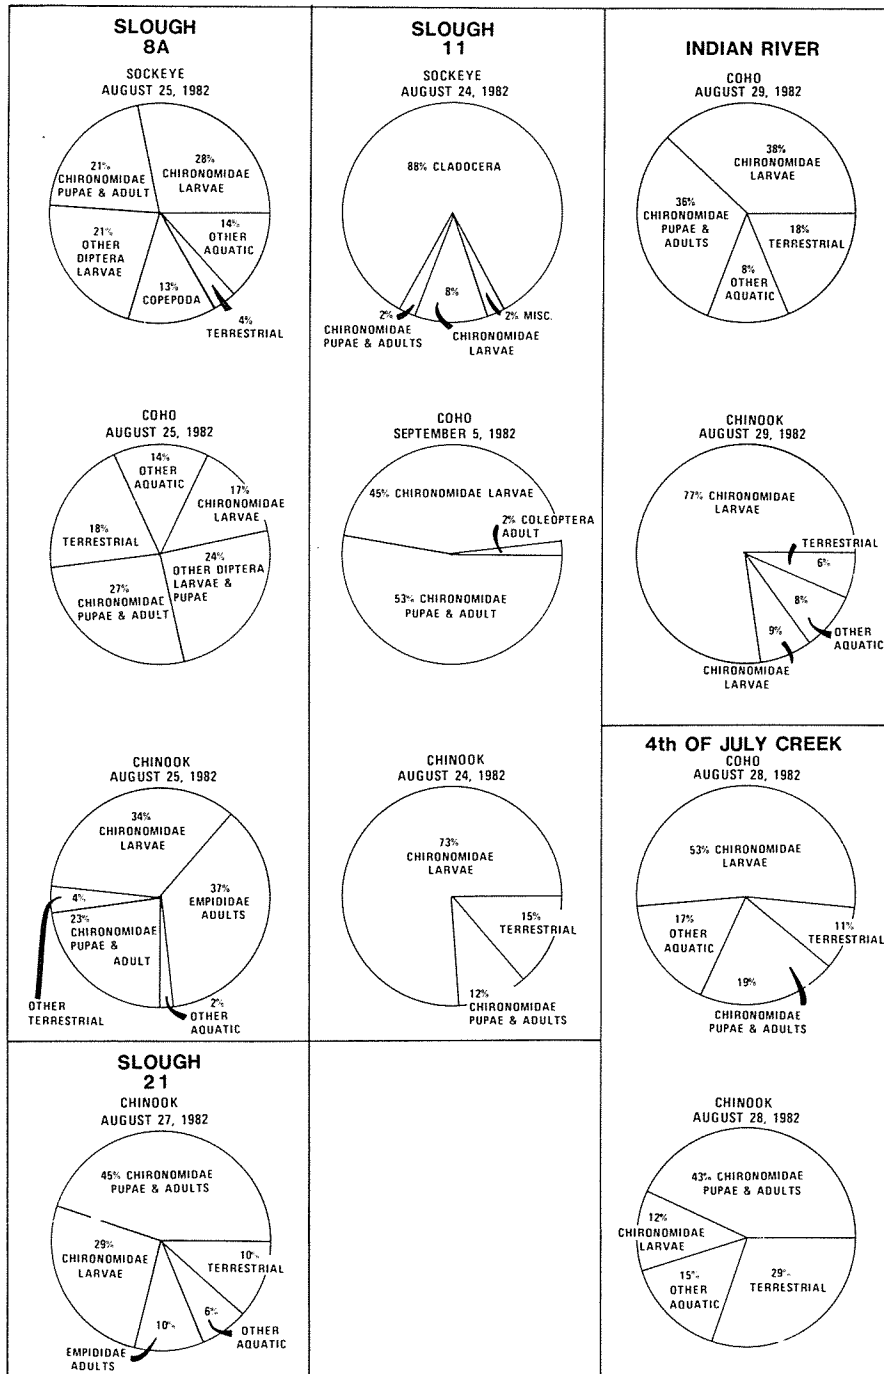 SLOUGH
8A
SOCKEYE
AUGUST 25, 1982
28%
CHIRONOMIDAE
LARVAE
21%
CHIRONOMIDAE
PUPAE & ADULT
14%
OTHER
AQUATIC
21%
OTHER
DIPTERA
LARVAE
13%
COPEPODA
4%
TERRESTRIAL
COHO
AUGUST 25, 1982
14%
OTHER
AQUATIC
17%
CHIRONOMIDAE
LARVAE
18%
TERRESTRIAL
24%
OTHER DIPTERA
LARVAE &
PUPAE
27%
CHIRONOMIDAE
PUPAE & ADULT
CHINOOK
AUGUST 25, 1982
34%
CHIRONOMIDAE
LARVAE
37%
EMPIDIDAE
ADULTS
4%
23%
CHIRONOMIDAE
PUPAE &
ADULT
OTHER
TERRESTRIAL
2%
OTHER
AQUATIC
SLOUGH
21
CHINOOK
AUGUST 27, 1982
45% CHIRONOMIDAE
PUPAE & ADULTS
29%
CHIRONOMIDAE
LARVAE
10%
TERRESTRIAL
6%
OTHER
AQUATIC
10%
EMPIDIDAE
ADULTS
SLOUGH
11
SOCKEYE
AUGUST 24, 1982
88% CLADOCERA
2%
CHIRONOMIDAE
PUPAE & ADULTS
8%
CHIRONOMIDAE
LARVAE
2% MISC.
COHO
SEPTEMBER 5, 1982
45% CHIRONOMIDAE LARVAE
2% COLEOPTERA
ADULT
53% CHIRONOMIDAE
PUPAE & ADULT
CHINOOK
AUGUST 24, 1982
73%
CHIRONOMIDAE
LARVAE
15%
TERRESTRIAL
12%
CHIRONOMIDAE
PUPAE & ADULTS
INDIAN RIVER
COHO
AUGUST 29, 1982
38%
CHIRONOMIDAE
LARVAE
36%
CHIRONOMIDAE
PUPAE &
ADULTS
18%
TERRESTRIAL
8%
OTHER
AQUATIC
CHINOOK
AUGUST 29, 1982
77% CHIRONOMIDAE
LARVAE
TERRESTRIAL
6%
8%
OTHER
AQUATIC
9%
CHIRONOMIDAE
LARVAE
4th OF JULY CREEK
COHO
AUGUST 28, 1982
53% CHIRONOMIDAE
LARVAE
17%
OTHER
AQUATIC
11%
TERRESTRIAL
19%
CHIRONOMIDAE
PUPAE & ADULTS
CHINOOK
AUGUST 28, 1982
43% CHIRONOMIDAE
PUPAE & ADULTS
12%
CHIRONOMIDAE
LARVAE
15%
OTHER
AQUATIC
29%
TERRESTRIAL